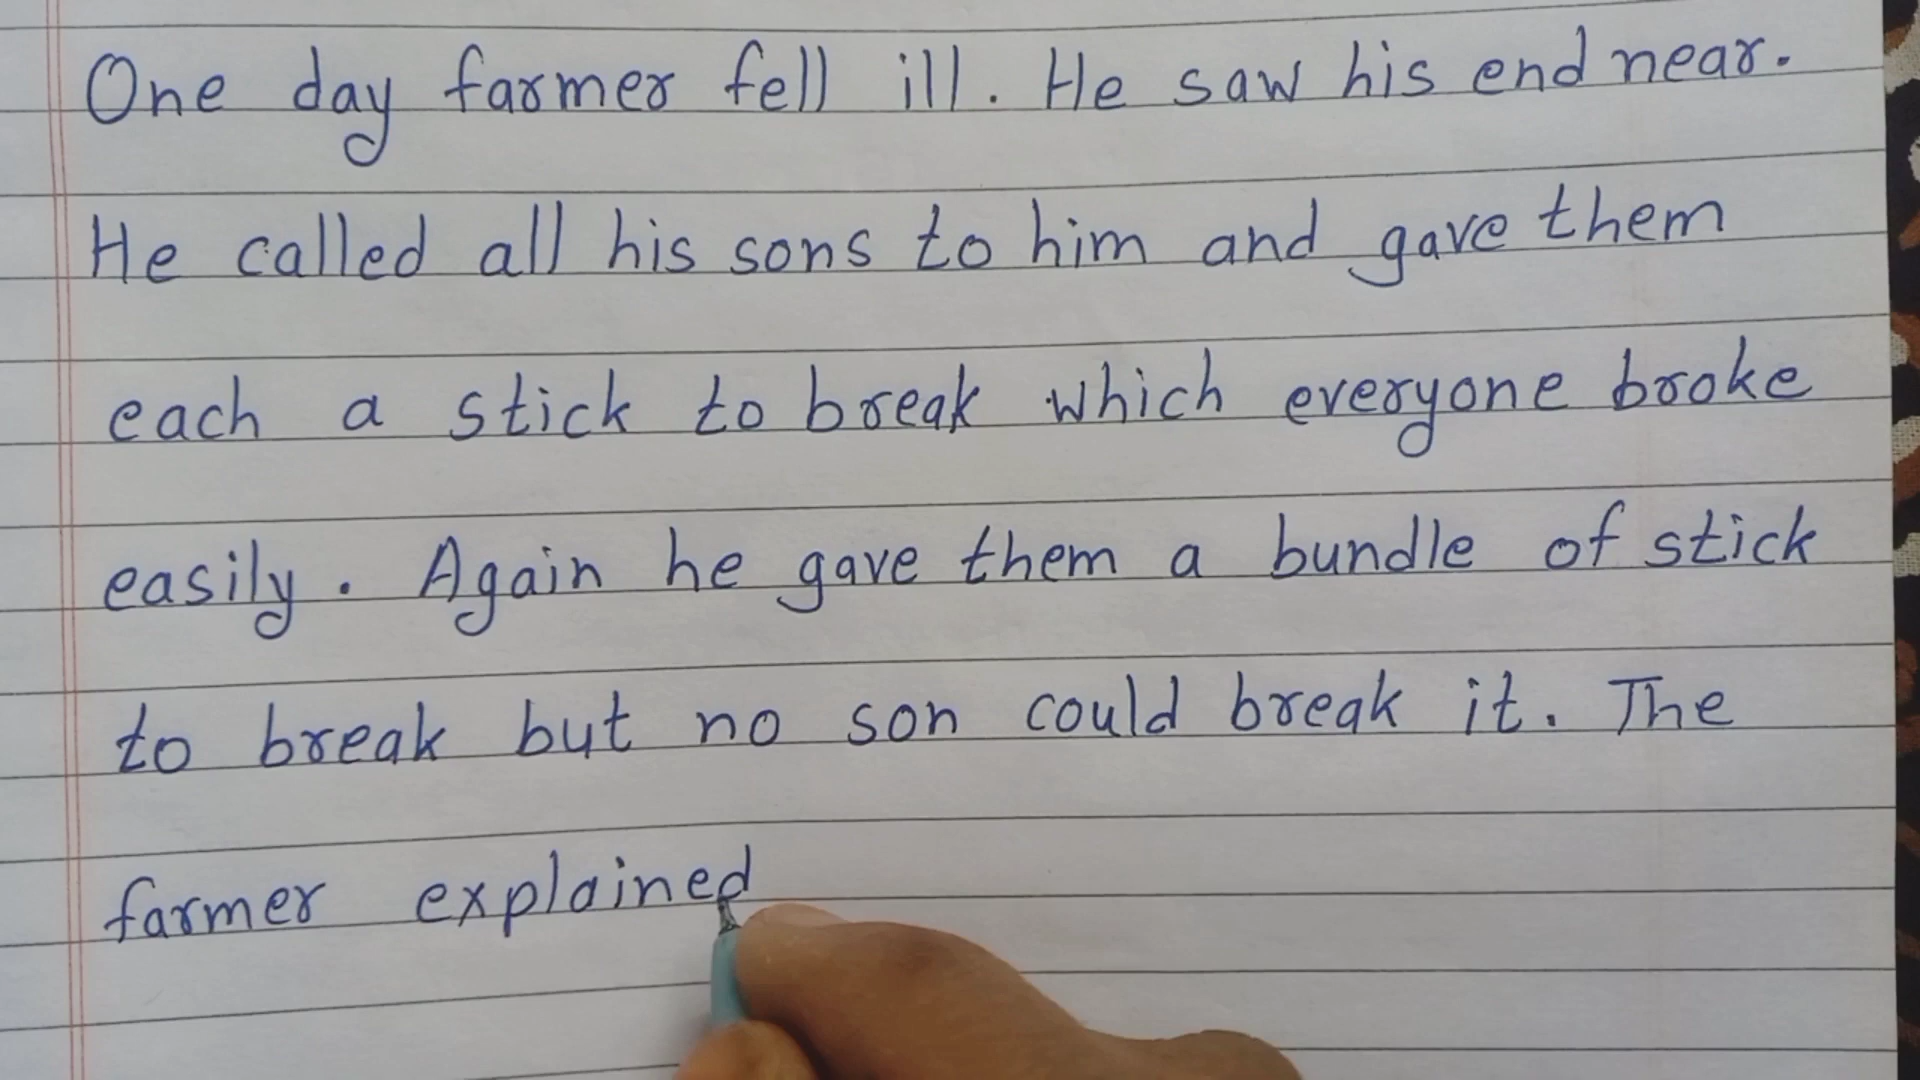 One day farmer fell ill. He saw his end near.
He called all his sons to him and gave them
each a stick to break which everyone broke
easily. Again he gave them a bundle of stick
to break but no son could break it. The
farmer explained